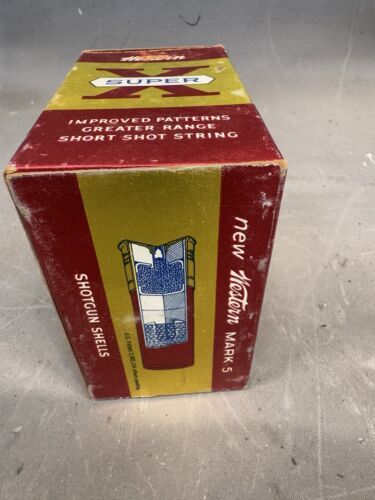 Western
SUPER X
IMPROVED PATTERNS
GREATER RANGE
SHORT SHOT STRING
new Western MARK 5
SHOTGUN SHELLS